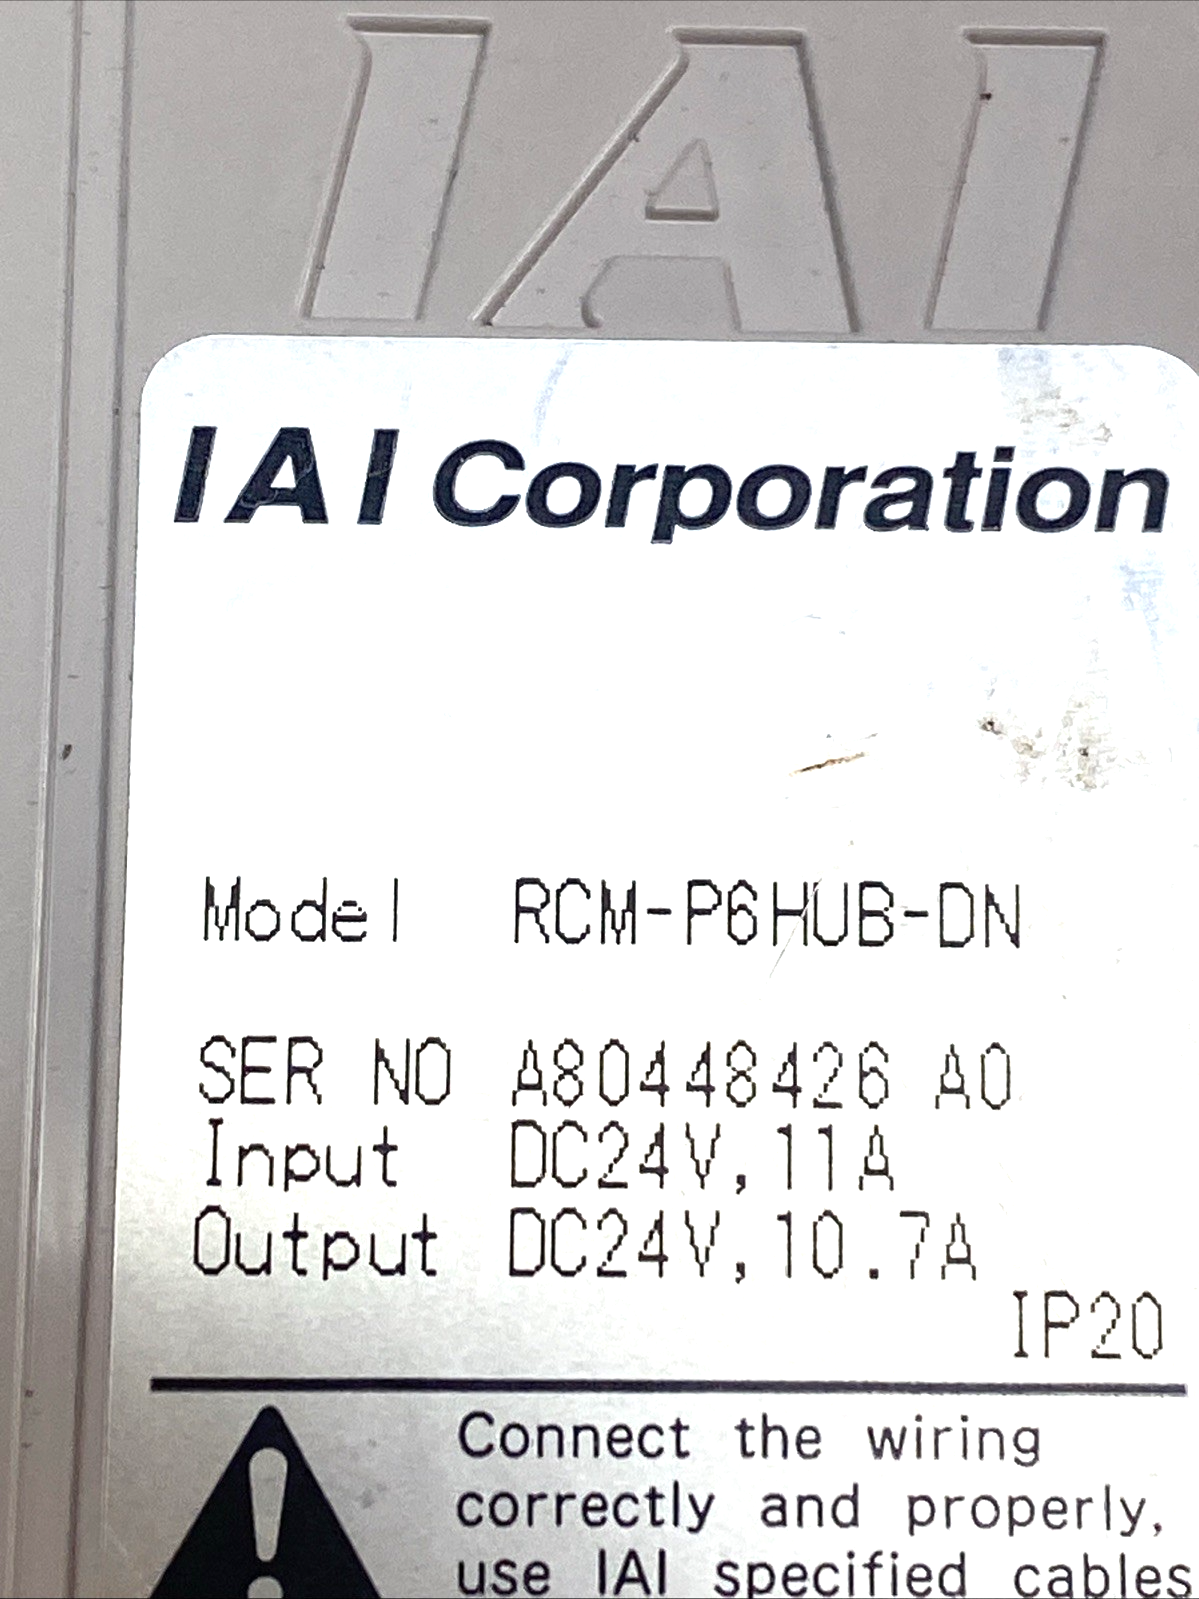 IAI
IAI Corporation
Model RCM-P6HUB-DN
SER NO A80448426 A0
Input DC24V,11A
Output DC24V,10.7A
IP20
Connect the wiring
correctly and properly,
use IAI specified cables